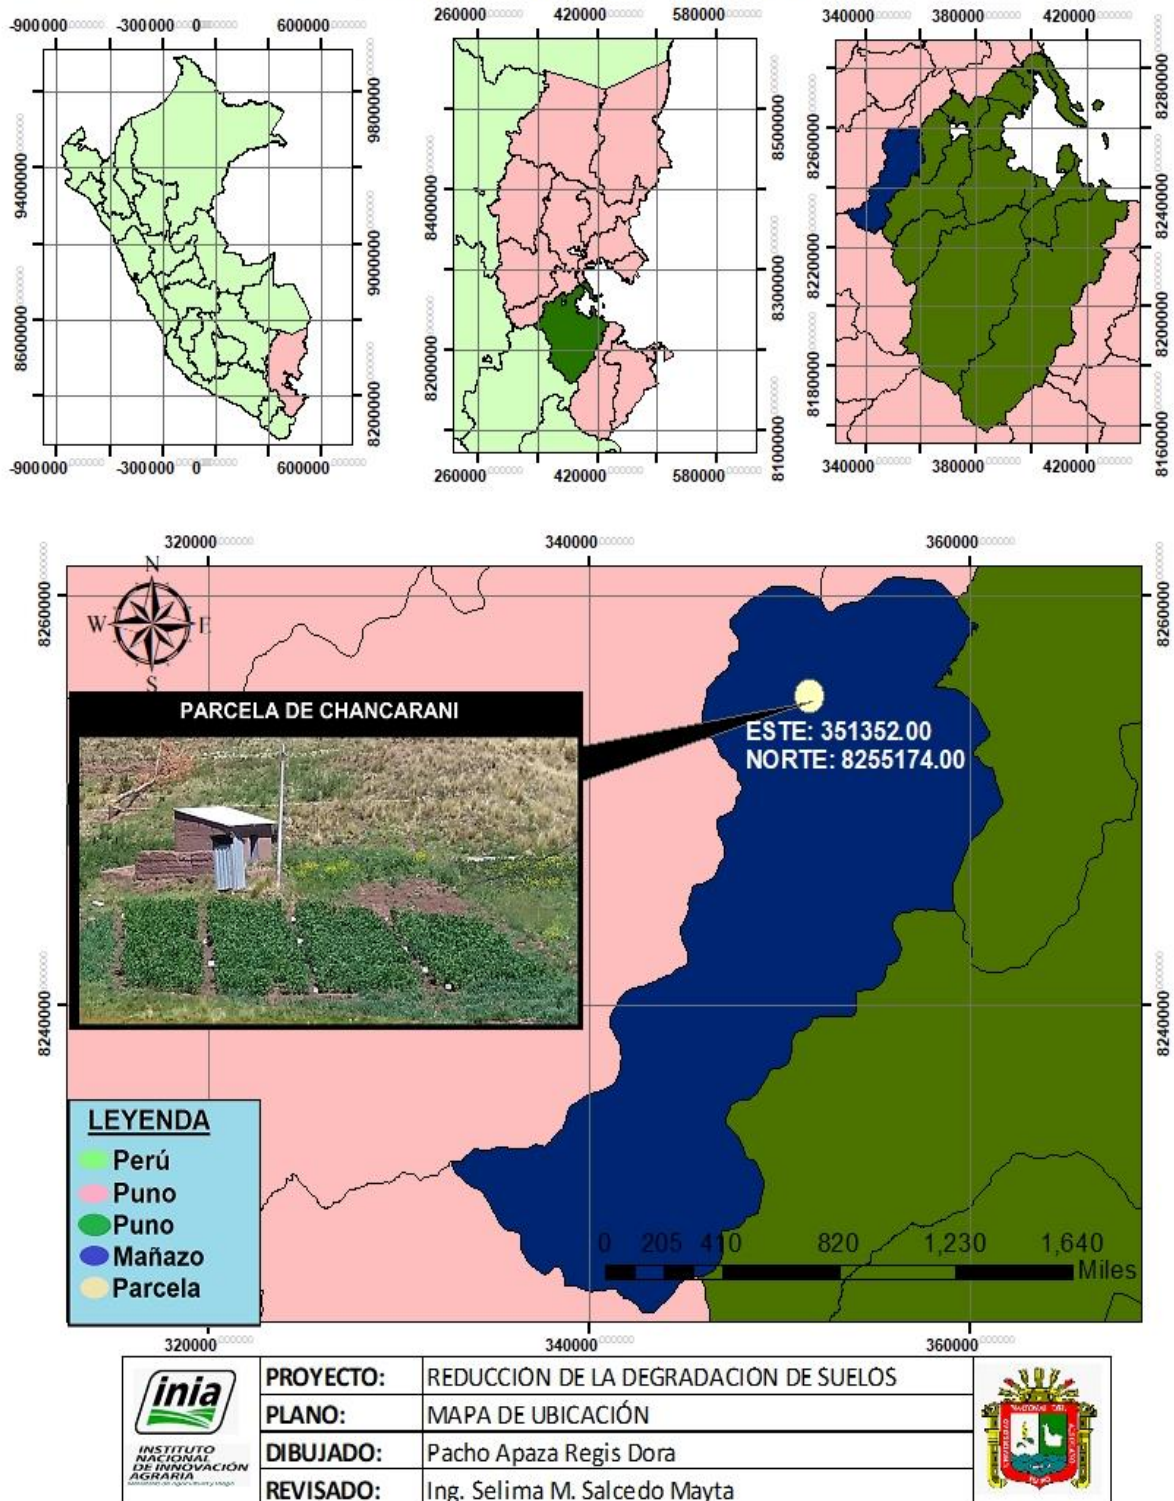 -900000 -300000 0 600000
9800000
9400000
9000000
8600000
8200000
-900000 -300000 0 600000
260000 420000 580000
8500000
8400000
8300000
8200000
8100000
260000 420000 580000
340000 380000 420000
8280000
8260000
8240000
8220000
8200000
8180000
8160000
340000 380000 420000
320000 340000 360000
8260000 8260000
N
W E
S
PARCELA DE CHANCARANI
ESTE: 351352.00
NORTE: 8255174.00
8240000 8240000
LEYENDA
Perú
Puno
Puno
Mañazo
Parcela
0 205 410 820 1,230 1,640
Miles
320000 340000 360000
inia
INSTITUTO
NACIONAL
DE INNOVACIÓN
AGRARIA
PROYECTO: REDUCCION DE LA DEGRADACION DE SUELOS
PLANO: MAPA DE UBICACIÓN
DIBUJADO: Pacho Apaza Regis Dora
REVISADO: Ing. Selima M. Salcedo Mayta